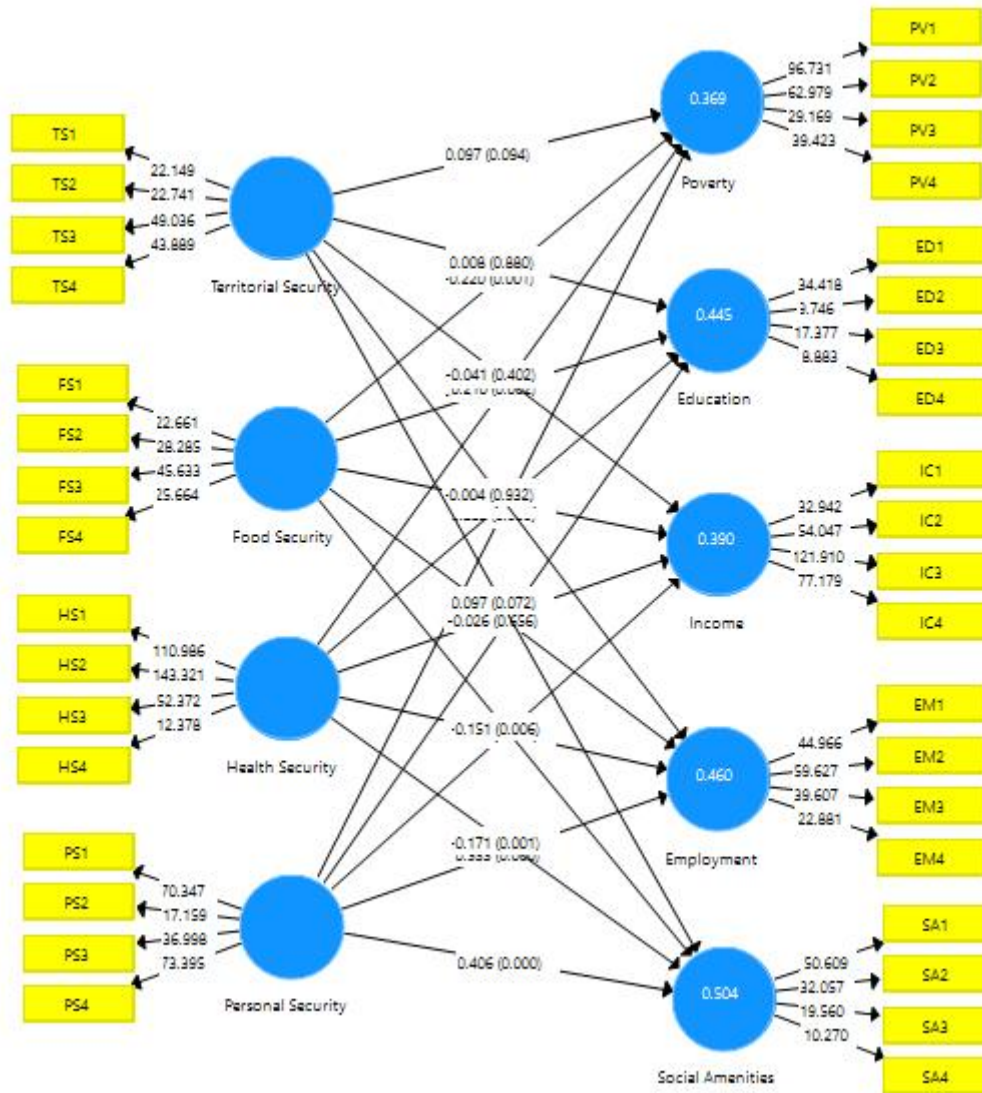 PV1
96.731
PV2
62.979
0.369
29.169
PV3
39.423
TS1
0.097 (0.094)
Poverty
PV4
22.149
TS2
22.741
49.036
TS3
43.889
ED1
0.008 (0.880)
34.418
-0.220 (0.001)
TS4
Territorial Security
ED2
3.746
0.445
17.377
ED3
8.883
-0.041 (0.402)
FS1
Education
ED4
22.661
FS2
28.285
45.633
FS3
25.664
IC1
-0.004 (0.932)
32.942
FS4
Food Security
IC2
54.047
0.390
121.910
IC3
77.179
0.097 (0.072)
HS1
-0.026 (0.656)
Income
IC4
110.986
HS2
143.321
52.372
HS3
12.378
EM1
-0.151 (0.006)
44.966
HS4
Health Security
EM2
59.627
0.460
39.607
EM3
22.881
-0.171 (0.001)
PS1
Employment
EM4
70.347
PS2
17.159
36.998
PS3
73.395
SA1
0.406 (0.000)
50.609
PS4
Personal Security
SA2
32.057
0.504
19.560
SA3
10.270
Social Amenities
SA4